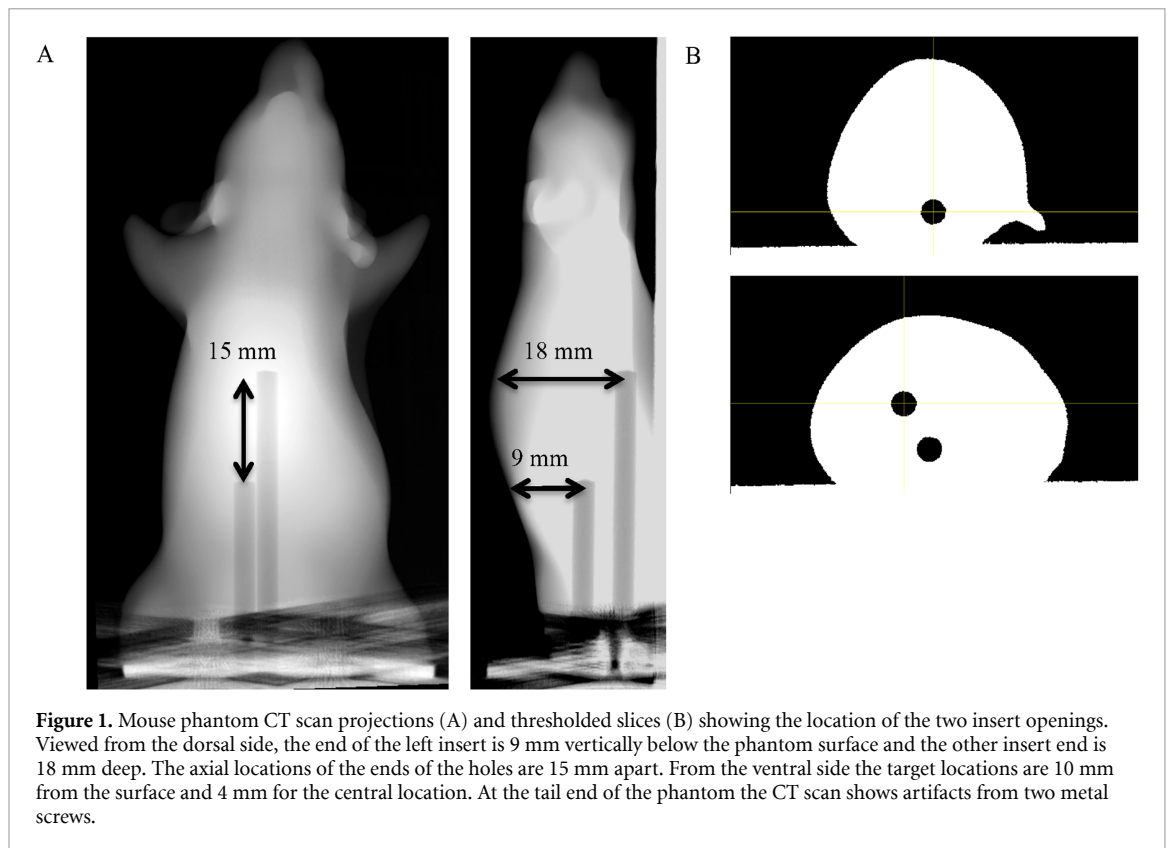 A
B
15 mm
18 mm
9 mm
Figure 1. Mouse phantom CT scan projections (A) and thresholded slices (B) showing the location of the two insert openings.
Viewed from the dorsal side, the end of the left insert is 9 mm vertically below the phantom surface and the other insert end is
18 mm deep. The axial locations of the ends of the holes are 15 mm apart. From the ventral side the target locations are 10 mm
from the surface and 4 mm for the central location. At the tail end of the phantom the CT scan shows artifacts from two metal
screws.